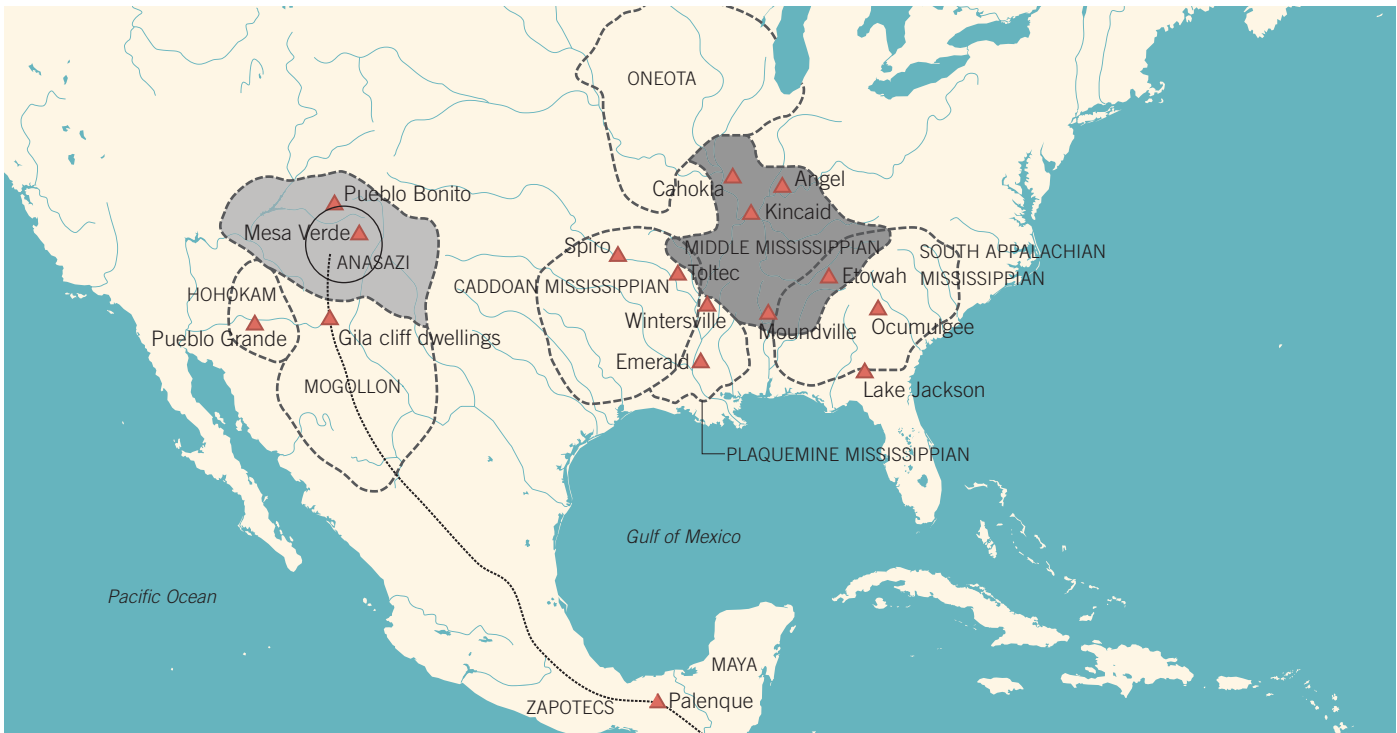 ONEOTA
Cahokia
Angel
Kincaid
Pueblo Bonito
Mesa Verde
ANASAZI
HOHOKAM
Pueblo Grande
Gila cliff dwellings
MOGOLLON
Spiro
MIDDLE MISSISSIPPIAN
SOUTH APPALACHIAN
MISSISSIPPIAN
Toltec
Etowah
CADDOAN MISSISSIPPIAN
Wintersville
Moundville
Ocumulgee
Emerald
Lake Jackson
PLAQUEMINE MISSISSIPPIAN
Gulf of Mexico
Pacific Ocean
MAYA
ZAPOTECS
Palenque